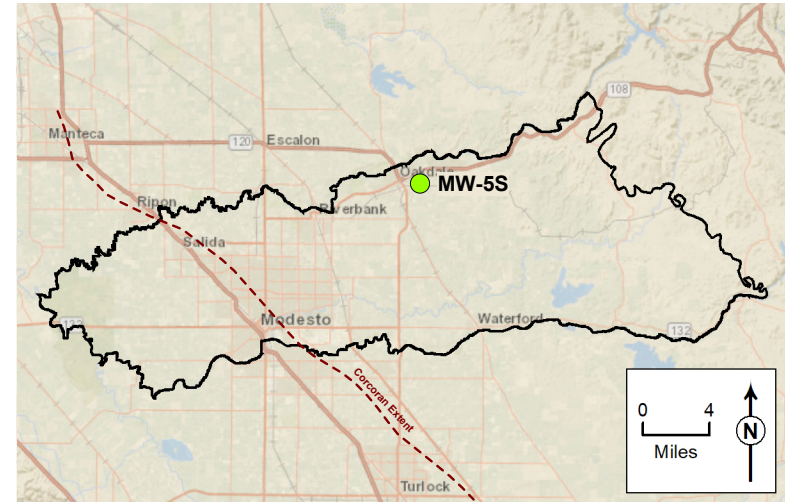 108
Manteca
120
Escalon
Oakdale
MW-5S
Ripon
Riverbank
Salida
Modesto
Waterford
132
132
Corcoran Extent
Turlock
0 4
Miles
N